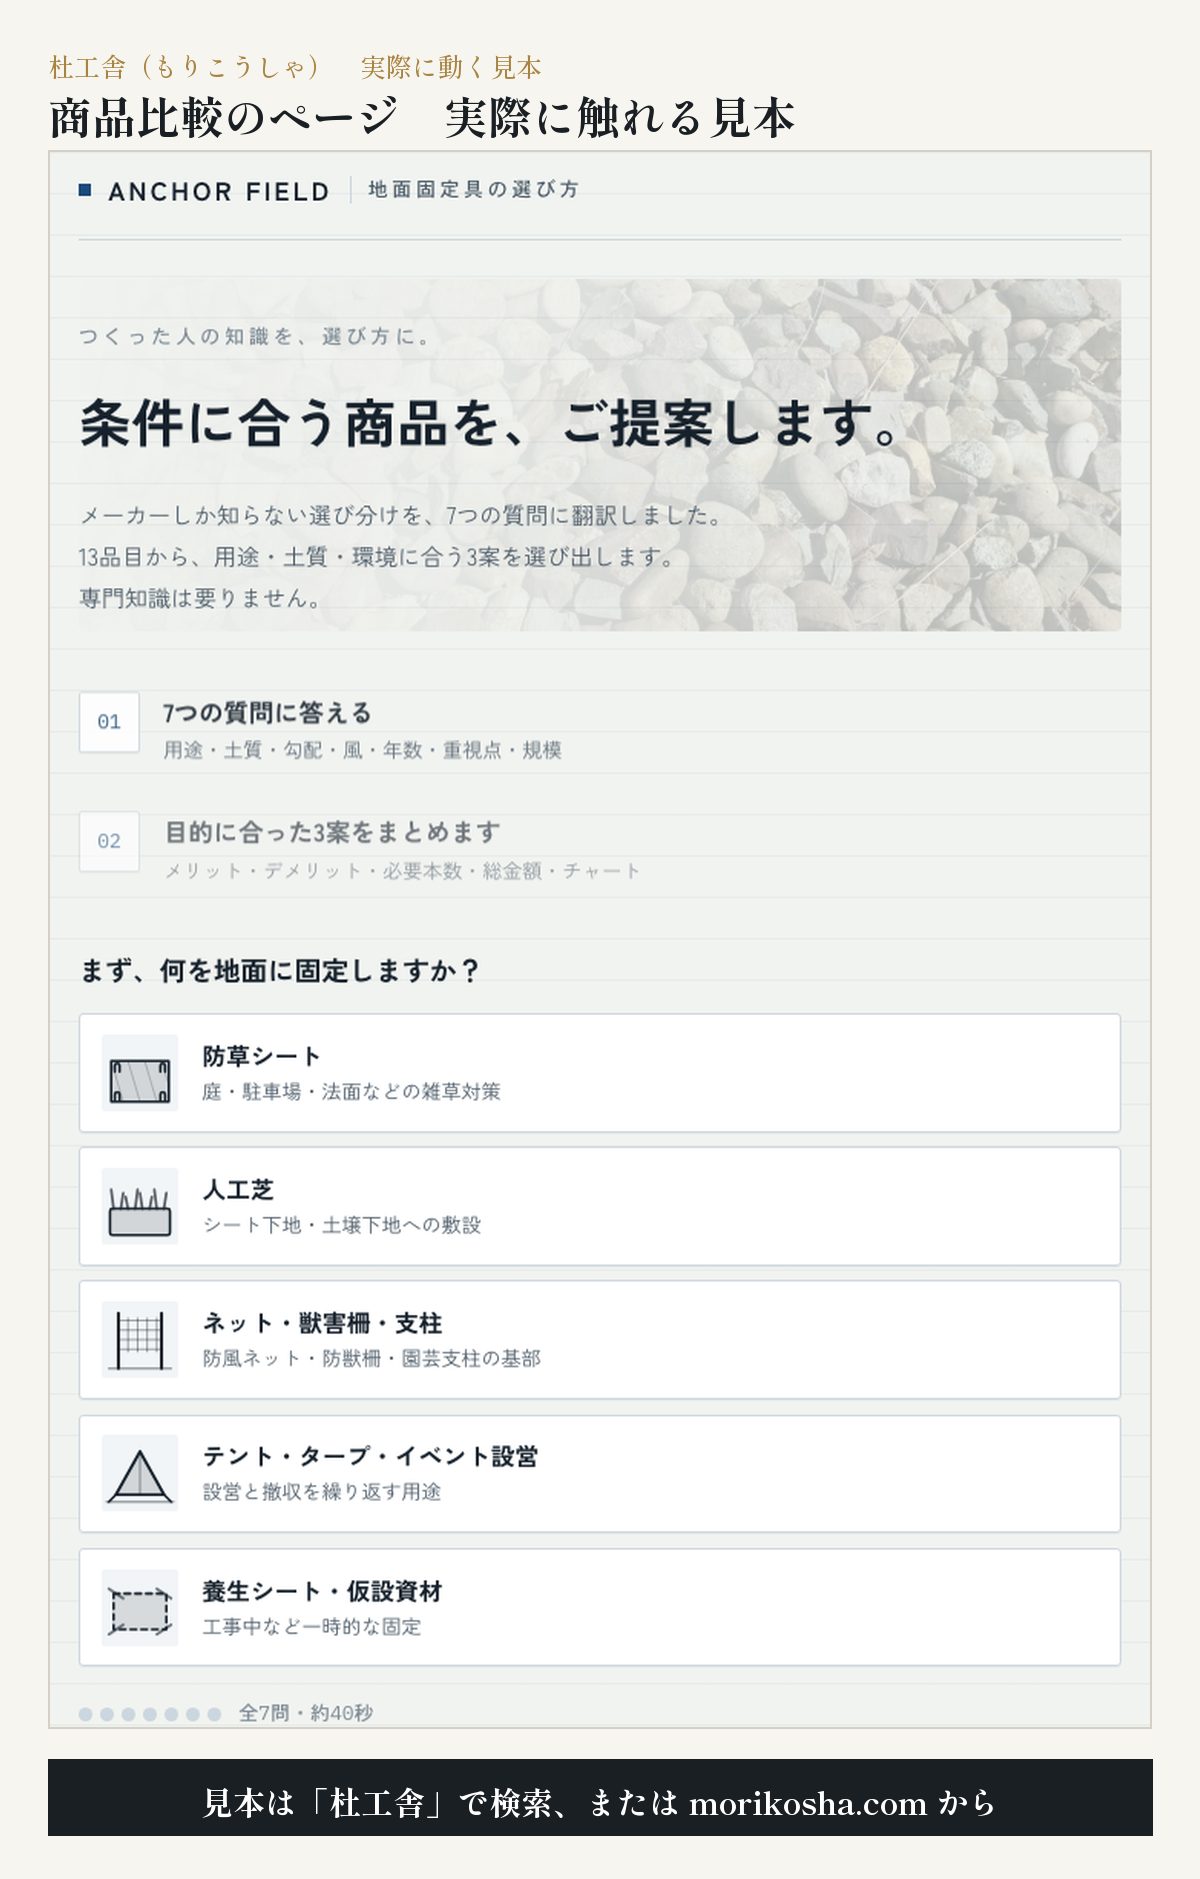 杜工舎（もりこうしゃ）　実際に動く見本
商品比較のページ　実際に触れる見本
ANCHOR FIELD 地面固定具の選び方
つくった人の知識を、選び方に。
条件に合う商品を、ご提案します。
メーカーしか知らない選び分けを、7つの質問に翻訳しました。
13品目から、用途・土質・環境に合う3案を選び出します。
専門知識は要りません。
01 7つの質問に答える
用途・土質・勾配・風・年数・重視点・規模
02 目的に合った3案をまとめます
メリット・デメリット・必要本数・総金額・チャート
まず、何を地面に固定しますか？
防草シート
庭・駐車場・法面などの雑草対策
人工芝
シート下地・土壌下地への敷設
ネット・獣害柵・支柱
防風ネット・防獣柵・園芸支柱の基部
テント・タープ・イベント設営
設営と撤収を繰り返す用途
養生シート・仮設資材
工事中など一時的な固定
全7問・約40秒
見本は「杜工舎」で検索、または morikosha.com から